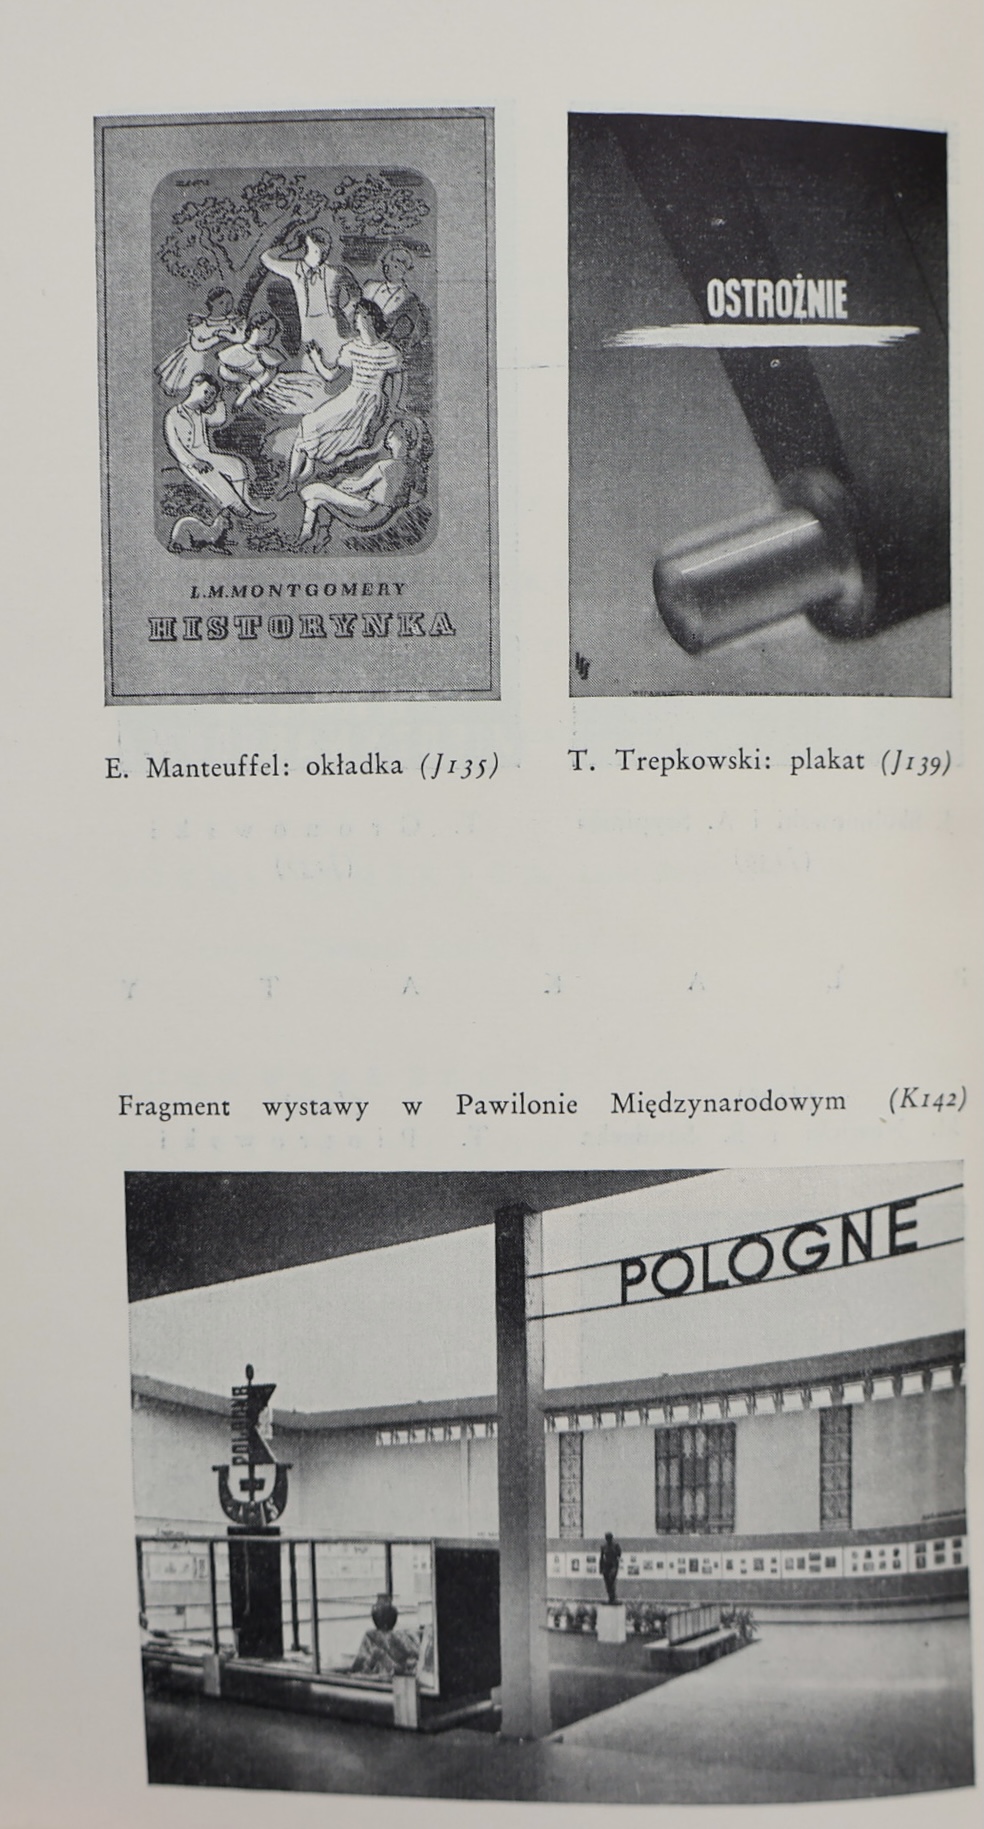 L.M.MONTGOMERY
HISTORYNKA
OSTROŻNIE
E. Manteuffel: okładka (J135)
T. Trepkowski: plakat (J139)
Fragment wystawy w Pawilonie Międzynarodowym (K142)
POLOGNE